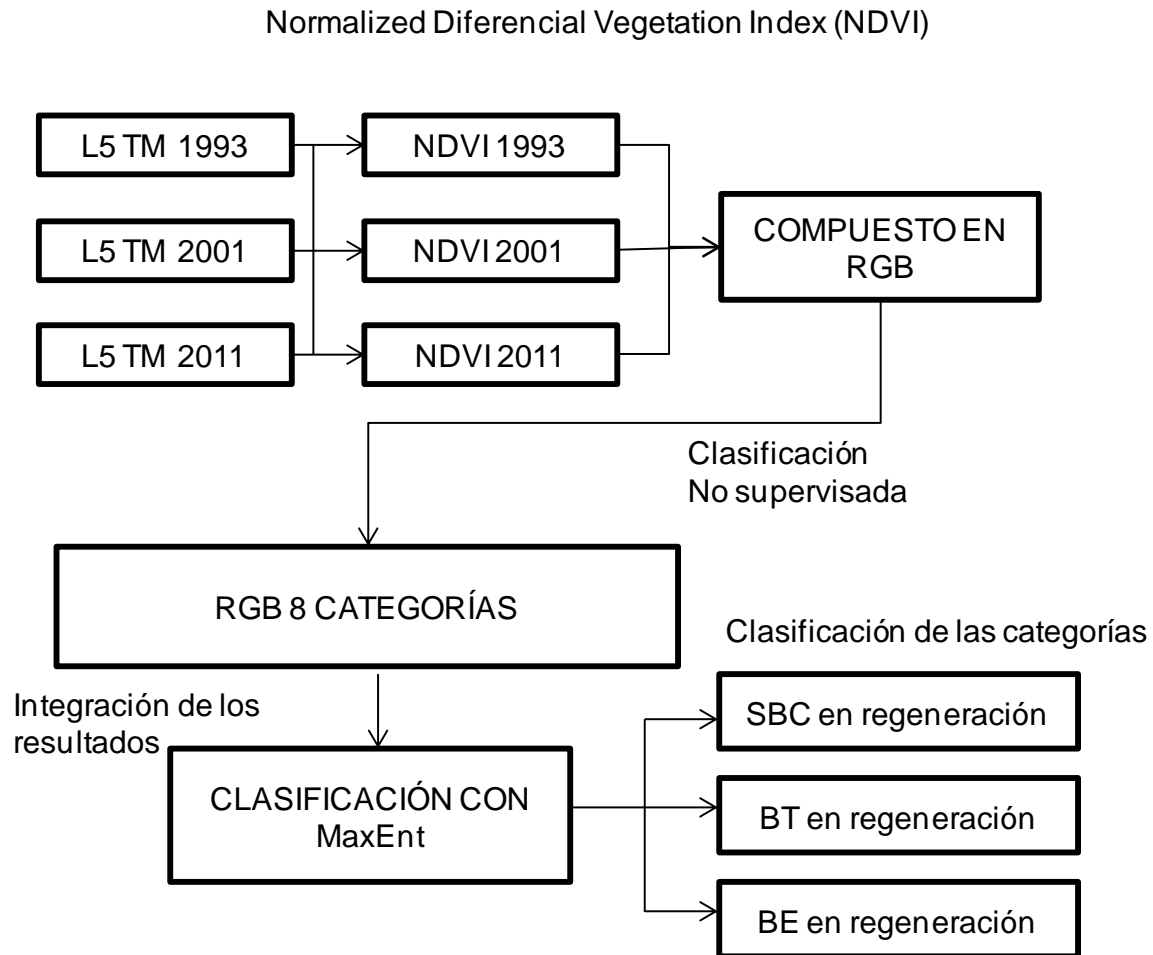 Normalized Diferencial Vegetation Index (NDVI)
L5 TM 1993
NDVI 1993
L5 TM 2001
NDVI 2001
L5 TM 2011
NDVI 2011
COMPUESTO EN
RGB
Clasificación
No supervisada
RGB 8 CATEGORÍAS
Integración de los
resultados
CLASIFICACIÓN CON
MaxEnt
Clasificación de las categorías
SBC en regeneración
BT en regeneración
BE en regeneración